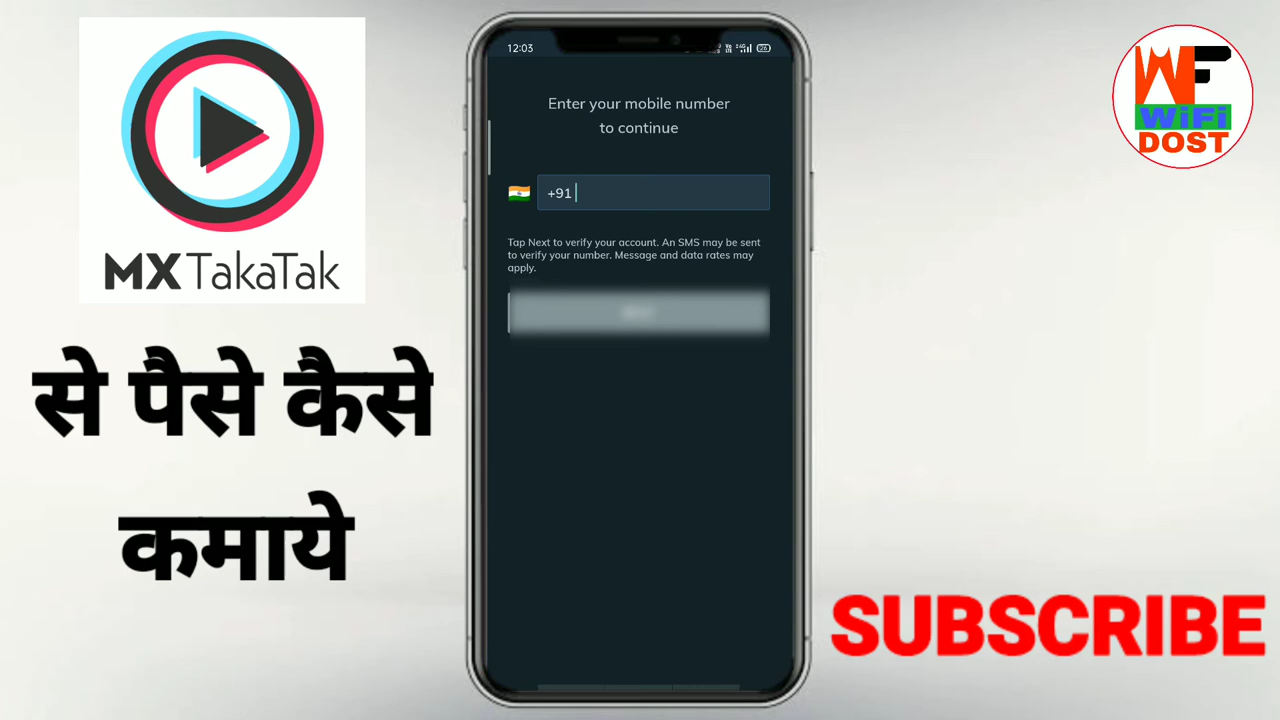 MX TakaTak
से पैसे कैसे
कमाये
12:03
Enter your mobile number
to continue
+91
Tap Next to verify your account. An SMS may be sent
to verify your number. Message and data rates may
apply.
WF
WiFi
DOST
SUBSCRIBE